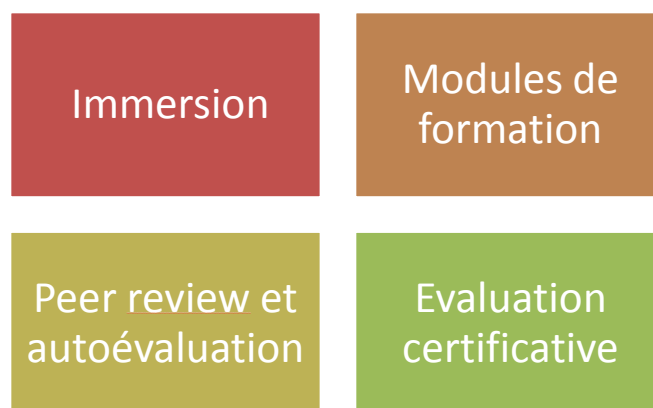 Immersion
Modules de
formation
Peer review et
autoévaluation
Evaluation
certificative